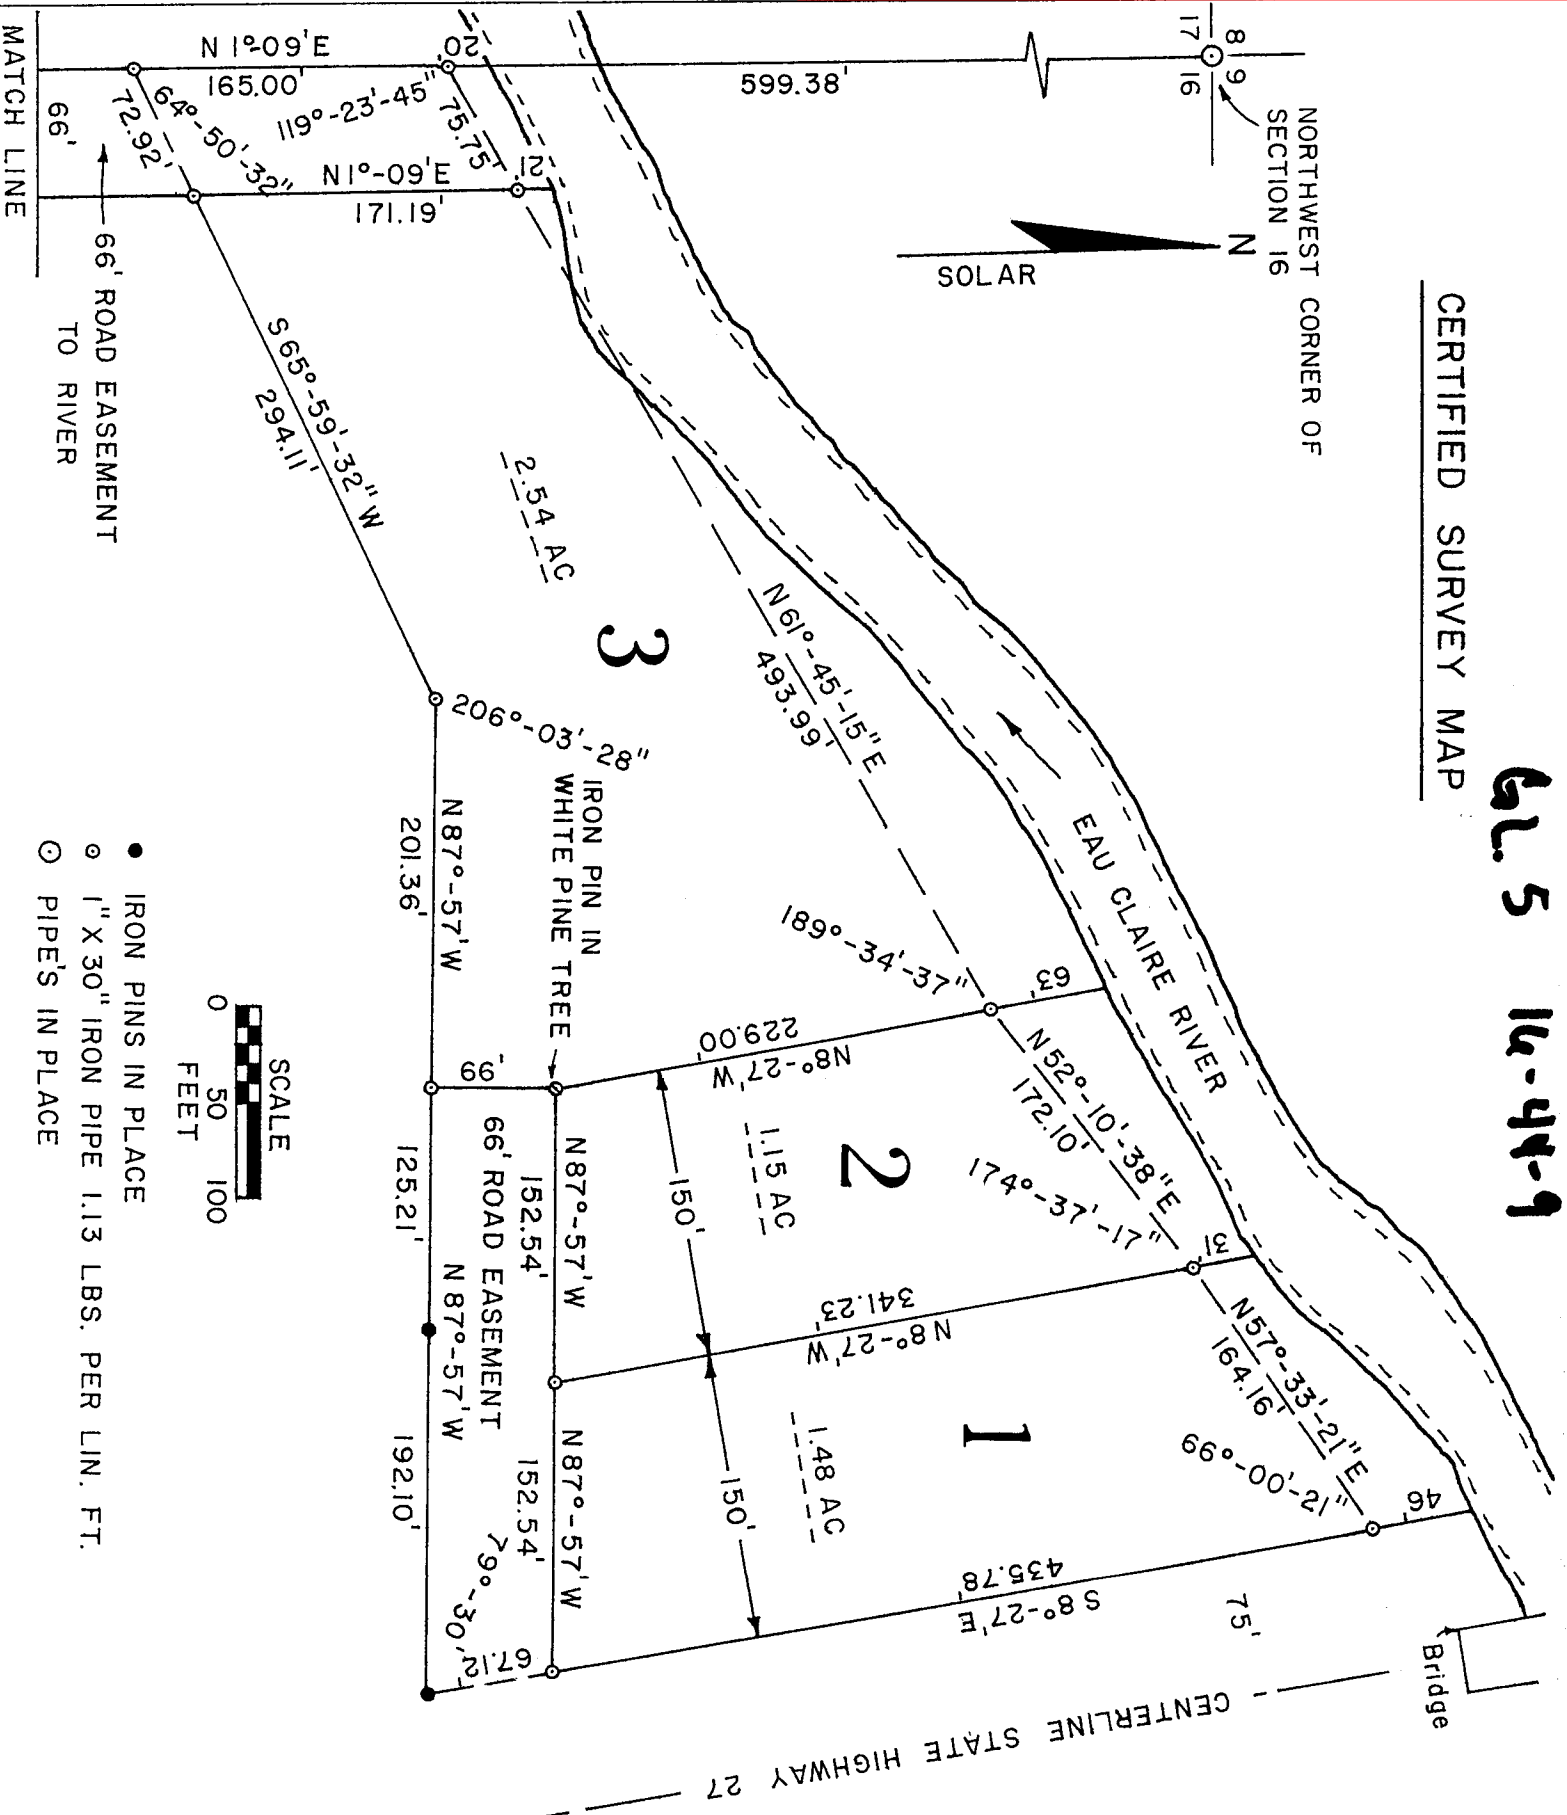 GL. 5 16-44-9
CERTIFIED SURVEY MAP
NORTHWEST CORNER OF
SECTION 16
8
9
17
16
N
SOLAR
599.38'
20'
N 1°-09'E
165.00'
119°-23'-45"
75.75'
21'
N 1°-09'E
171.19'
64°-50'-32"
72.92'
66'
MATCH LINE
66' ROAD EASEMENT
TO RIVER
S 65°-59'-32" W
294.11'
2.54 AC
3
N 61°-45'-15" E
493.99'
EAU CLAIRE RIVER
206°-03'-28"
IRON PIN IN
WHITE PINE TREE
N 87°-57' W
201.36'
189°-34'-37"
63'
229.00'
N8°-27' W
N 52°-10'-38" E
172.10'
174°-37'-17"
31'
2
1.15 AC
150'
341.23'
N8°-27' W
N57°-33'-21" E
164.16'
66°-00'-21"
46'
1
1.48 AC
150'
435.78'
S8°-27' E
75'
Bridge
CENTERLINE STATE HIGHWAY 27
66'
66' ROAD EASEMENT
N87°-57' W
152.54'
N87°-57' W
152.54'
125.21'
N 87°-57' W
192.10'
79°-30'
67.12'
SCALE
0 50 100
FEET
IRON PINS IN PLACE
1" X 30" IRON PIPE 1.13 LBS. PER LIN. FT.
PIPE'S IN PLACE